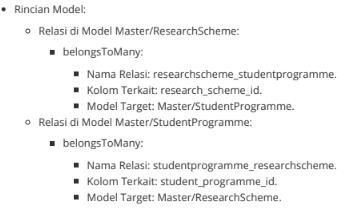 Rincian Model:
Relasi di Model Master/ResearchScheme:
belongsToMany:
Nama Relasi: researchscheme_studentprogramme.
Kolom Terkait: research_scheme_id.
Model Target: Master/StudentProgramme.
Relasi di Model Master/StudentProgramme:
belongsToMany:
Nama Relasi: studentprogramme_researchscheme.
Kolom Terkait: student_programme_id.
Model Target: Master/ResearchScheme.